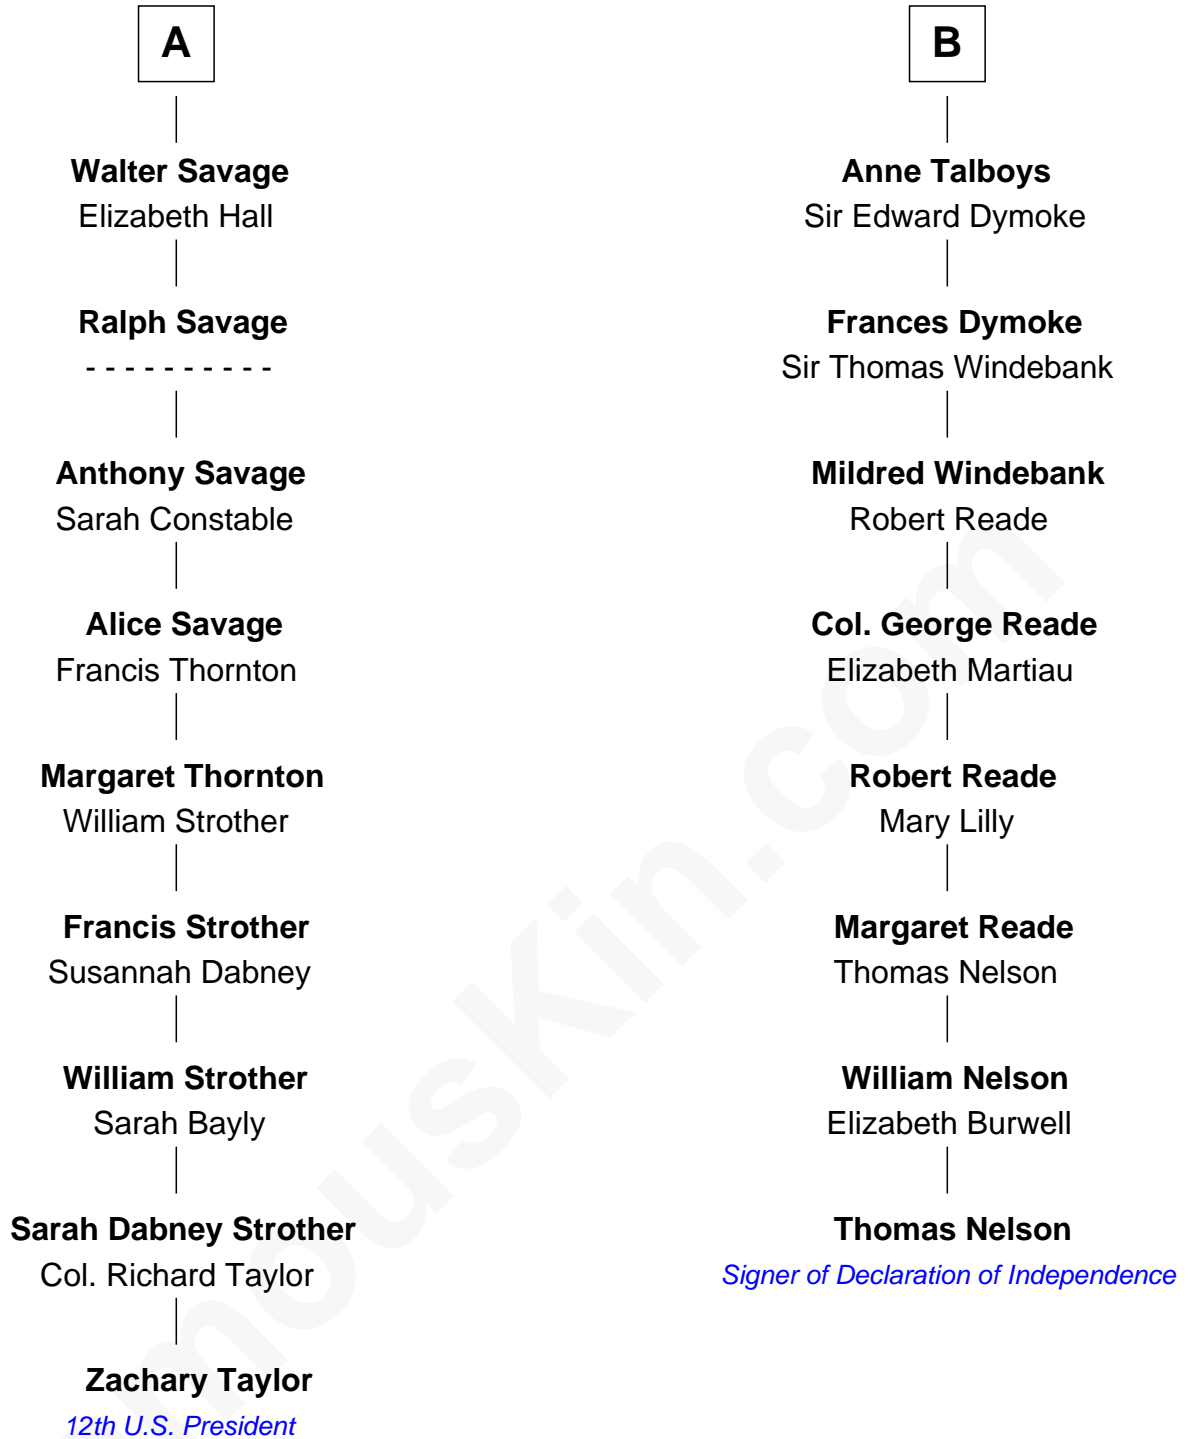 A
Walter Savage
Elizabeth Hall
Ralph Savage
- - - - - - - - - -
Anthony Savage
Sarah Constable
Alice Savage
Francis Thornton
Margaret Thornton
William Strother
Francis Strother
Susannah Dabney
William Strother
Sarah Bayly
Sarah Dabney Strother
Col. Richard Taylor
Zachary Taylor
12th U.S. President
B
Anne Talboys
Sir Edward Dymoke
Frances Dymoke
Sir Thomas Windebank
Mildred Windebank
Robert Reade
Col. George Reade
Elizabeth Martiau
Robert Reade
Mary Lilly
Margaret Reade
Thomas Nelson
William Nelson
Elizabeth Burwell
Thomas Nelson
Signer of Declaration of Independence
mousKin.com